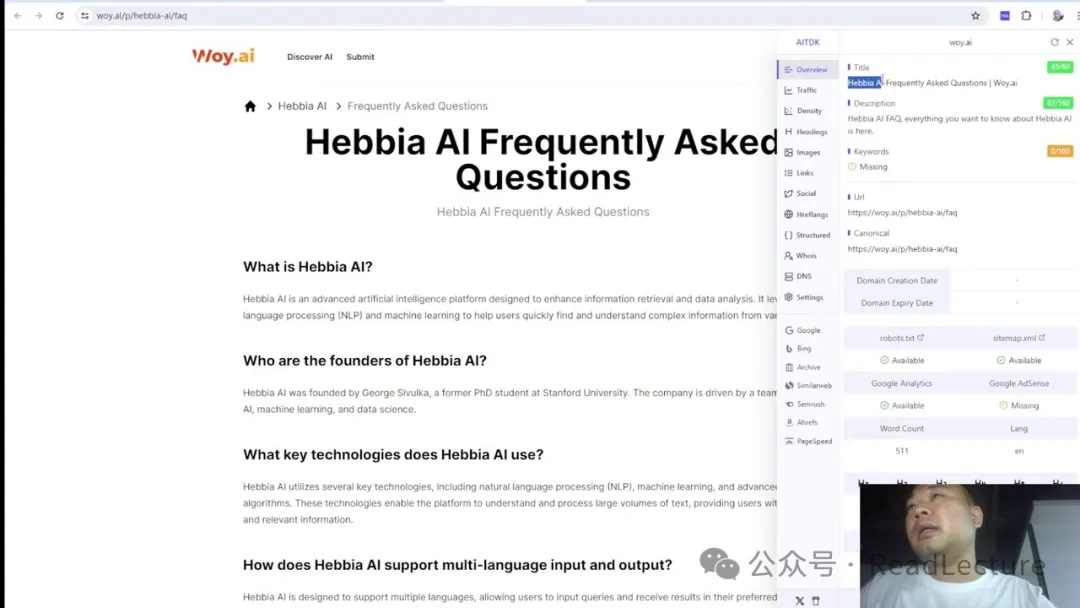 woy.ai/p/hebbia-ai/faq
Woy.ai
Discover AI
Submit
Hebbia AI
Frequently Asked Questions
Hebbia AI Frequently Asked
Questions
Hebbia AI Frequently Asked Questions
What is Hebbia AI?
Hebbia AI is an advanced artificial intelligence platform designed to enhance information retrieval and data analysis. It
language processing (NLP) and machine learning to help users quickly find and understand complex information from
Who are the founders of Hebbia AI?
Hebbia AI was founded by George Sivulka, a former PhD student at Stanford University. The company is driven by a team
AI, machine learning, and data science.
What key technologies does Hebbia AI use?
Hebbia AI utilizes several key technologies, including natural language processing (NLP), machine learning, and advanced
algorithms. These technologies enable the platform to understand and process large volumes of text, providing users
and relevant information.
How does Hebbia AI support multi-language input and output?
Hebbia AI is designed to support multiple languages, allowing users to input queries and receive results in their preferred
AITDK
Overview
Traffic
Density
Headings
Images
Links
Social
Hreflangs
Structured
Whois
DNS
Settings
Google
Bing
Archive
Similarweb
Semrush
Ahrefs
PageSpeed
woy.ai
Title
45/60
Hebbia AI Frequently Asked Questions | Woy.ai
Description
Hebbia AI FAQ, everything you want to know about Hebbia AI
is here.
Keywords
0/100
Missing
Url
https://woy.ai/p/hebbia-ai/faq
Canonical
https://woy.ai/p/hebbia-ai/faq
Domain Creation Date
-
Domain Expiry Date
-
robots.txt
sitemap.xml
Available
Available
Google Analytics
Google AdSense
Available
Missing
Word Count
Lang
511
en
公众号 · ReadLecture